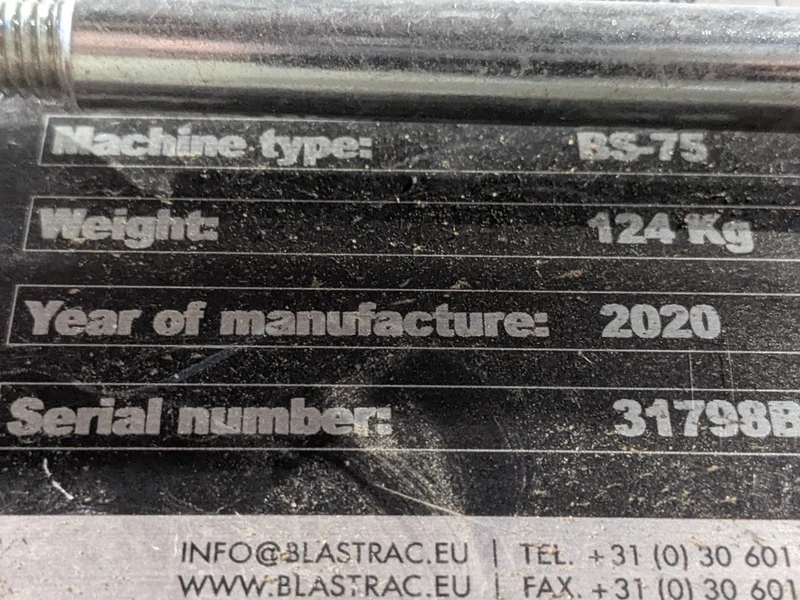 Machine type: BS-75
Weight: 124 Kg
Year of manufacture: 2020
Serial number: 31798B
INFO@BLASTRAC.EU | TEL. +31 (0) 30 601
WWW.BLASTRAC.EU | FAX. +31 (0) 30 601